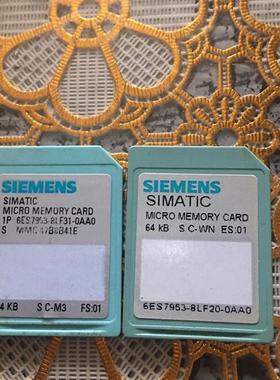 SIEMENS
SIMATIC
MICRO MEMORY CARD
1P 6ES7953-8LF31-0AA0
S MMC 47B8B41E
4 KB S C-M3 FS:01
SIEMENS
SIMATIC
MICRO MEMORY CARD
64 kB S C-WN ES:01
6ES7953-8LF20-0AA0